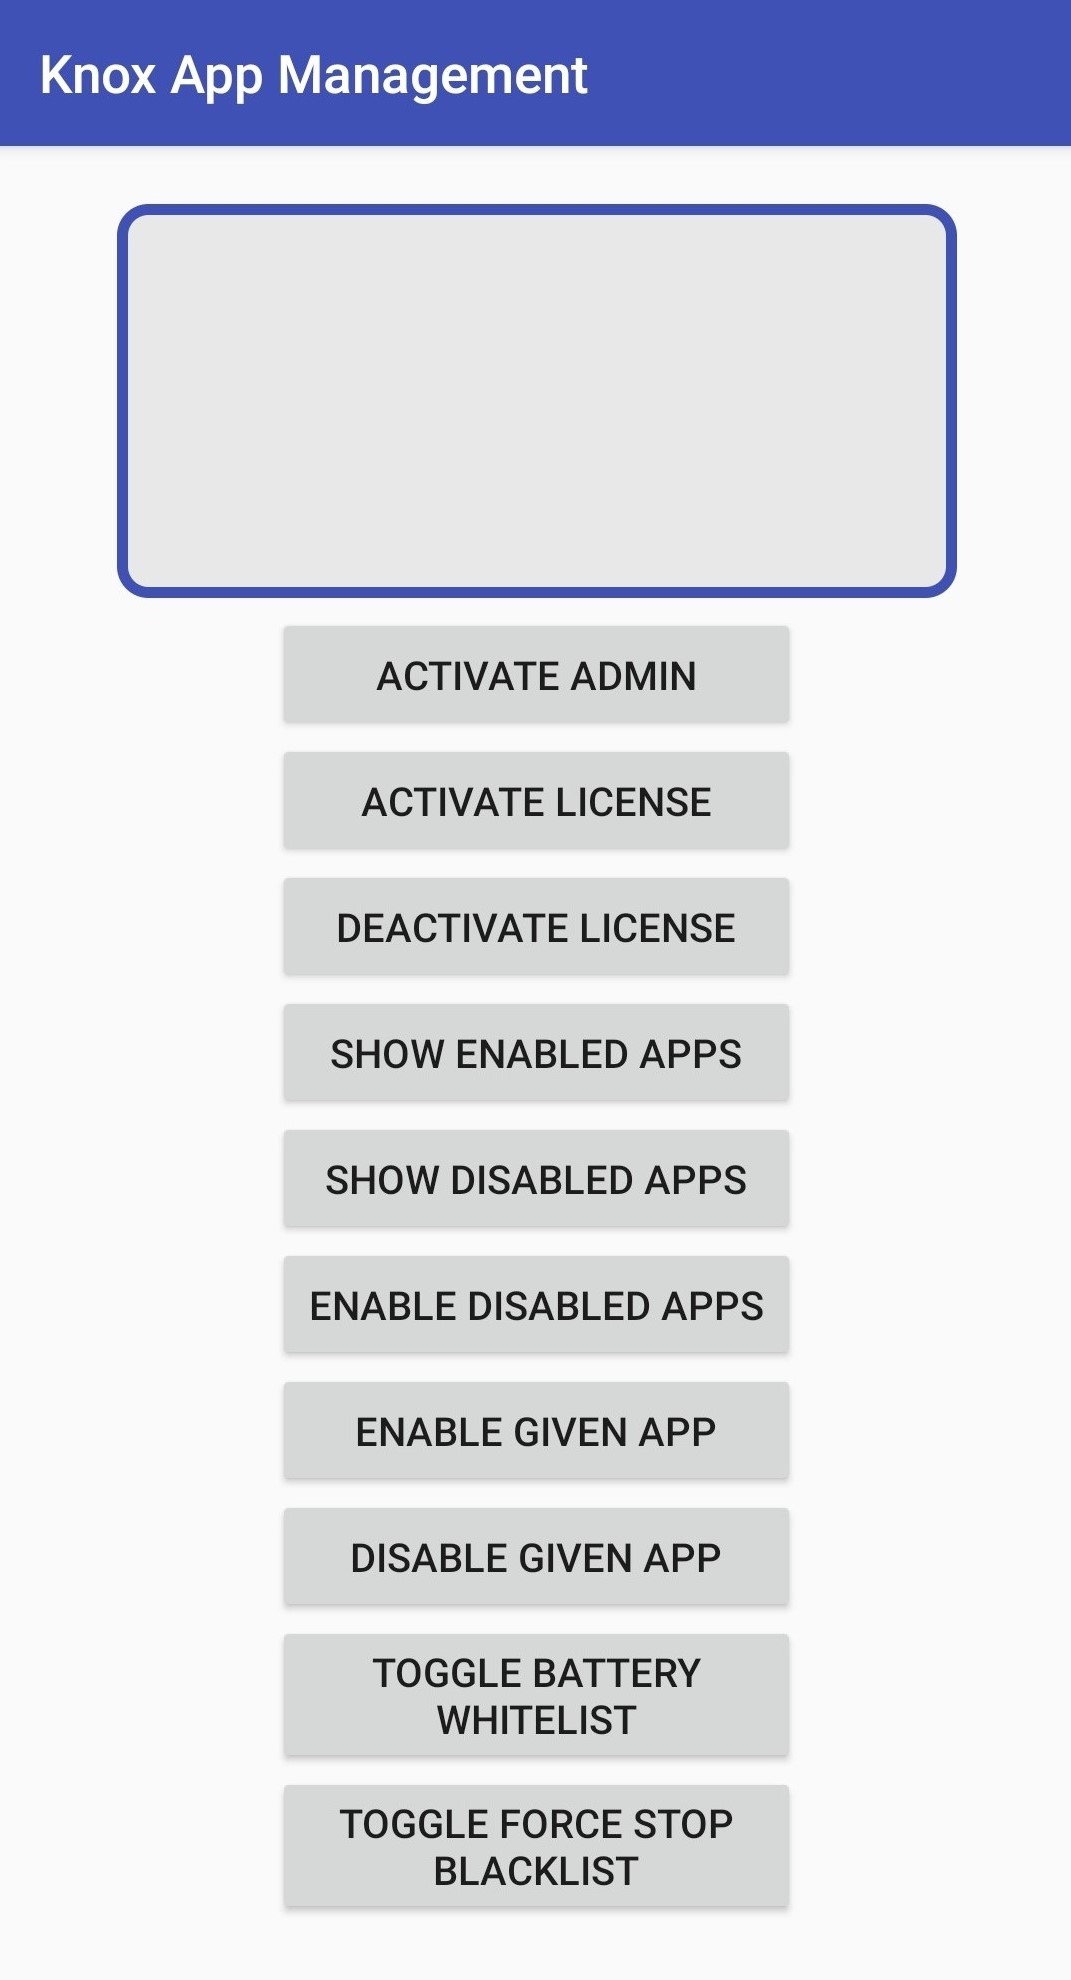 Knox App Management
ACTIVATE ADMIN
ACTIVATE LICENSE
DEACTIVATE LICENSE
SHOW ENABLED APPS
SHOW DISABLED APPS
ENABLE DISABLED APPS
ENABLE GIVEN APP
DISABLE GIVEN APP
TOGGLE BATTERY
WHITELIST
TOGGLE FORCE STOP
BLACKLIST